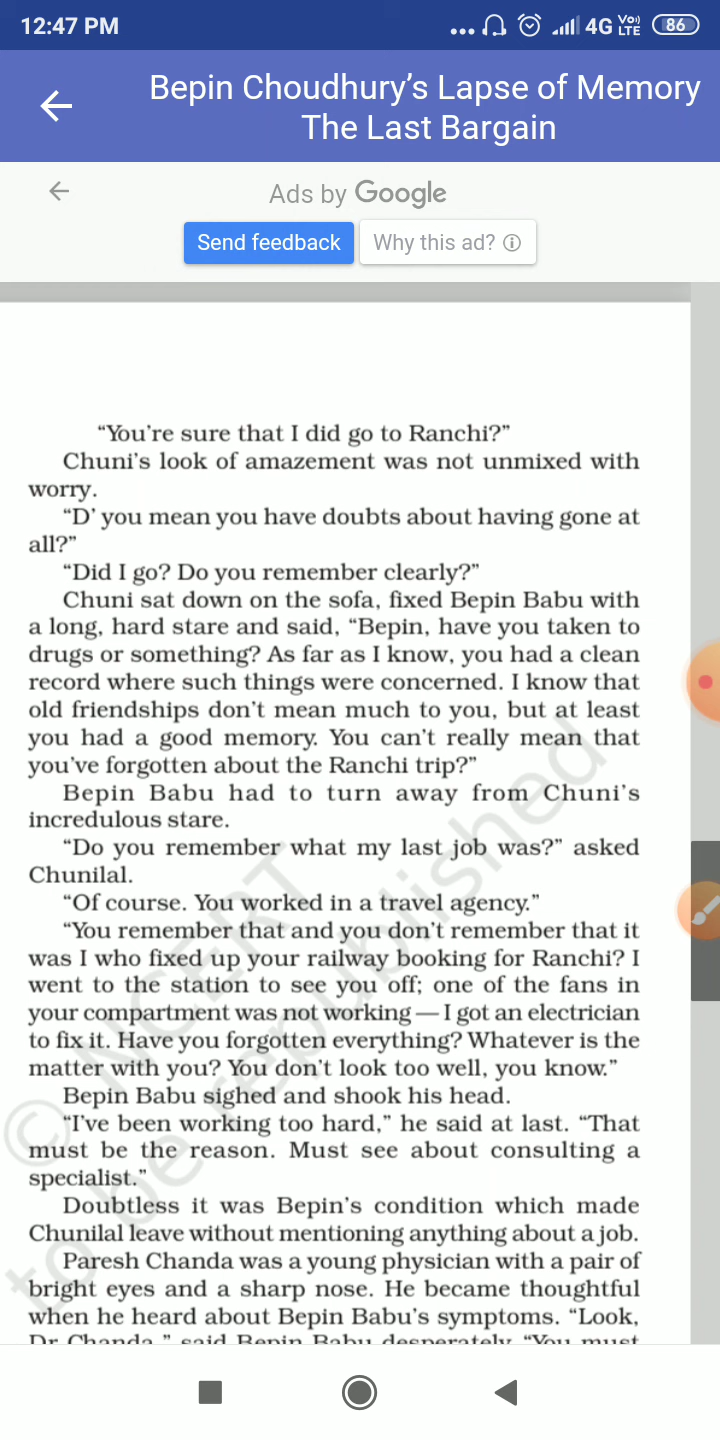 12:47 PM
4G Vo) LTE 86
Bepin Choudhury's Lapse of Memory
The Last Bargain
Ads by Google
Send feedback Why this ad?
"You're sure that I did go to Ranchi?"
Chuni's look of amazement was not unmixed with
worry.
"D' you mean you have doubts about having gone at
all?"
"Did I go? Do you remember clearly?"
Chuni sat down on the sofa, fixed Bepin Babu with
a long, hard stare and said, "Bepin, have you taken to
drugs or something? As far as I know, you had a clean
record where such things were concerned. I know that
old friendships don't mean much to you, but at least
you had a good memory. You can't really mean that
you've forgotten about the Ranchi trip?"
Bepin Babu had to turn away from Chuni's
incredulous stare.
"Do you remember what my last job was?" asked
Chunilal.
"Of course. You worked in a travel agency."
"You remember that and you don't remember that it
was I who fixed up your railway booking for Ranchi? I
went to the station to see you off; one of the fans in
your compartment was not working — I got an electrician
to fix it. Have you forgotten everything? Whatever is the
matter with you? You don't look too well, you know."
Bepin Babu sighed and shook his head.
"I've been working too hard," he said at last. "That
must be the reason. Must see about consulting a
specialist."
Doubtless it was Bepin's condition which made
Chunilal leave without mentioning anything about a job.
Paresh Chanda was a young physician with a pair of
bright eyes and a sharp nose. He became thoughtful
when he heard about Bepin Babu's symptoms. "Look,
Dr Chanda," said Bepin Babu desperately, "You must
© NCERT
to be republished